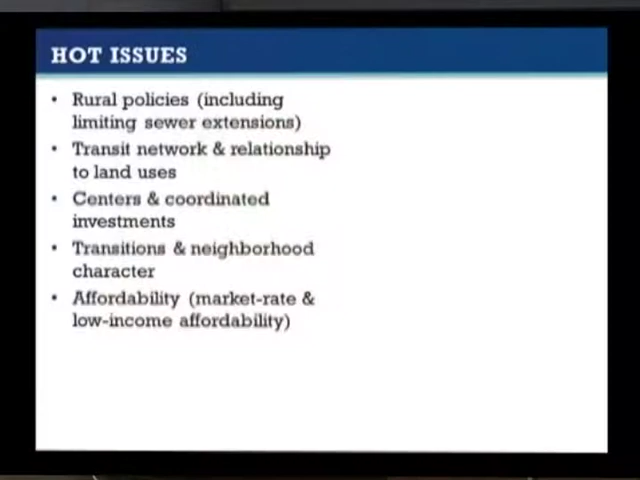 HOT ISSUES
• Rural policies (including
limiting sewer extensions)
• Transit network & relationship
to land uses
• Centers & coordinated
investments
• Transitions & neighborhood
character
• Affordability (market-rate &
low-income affordability)